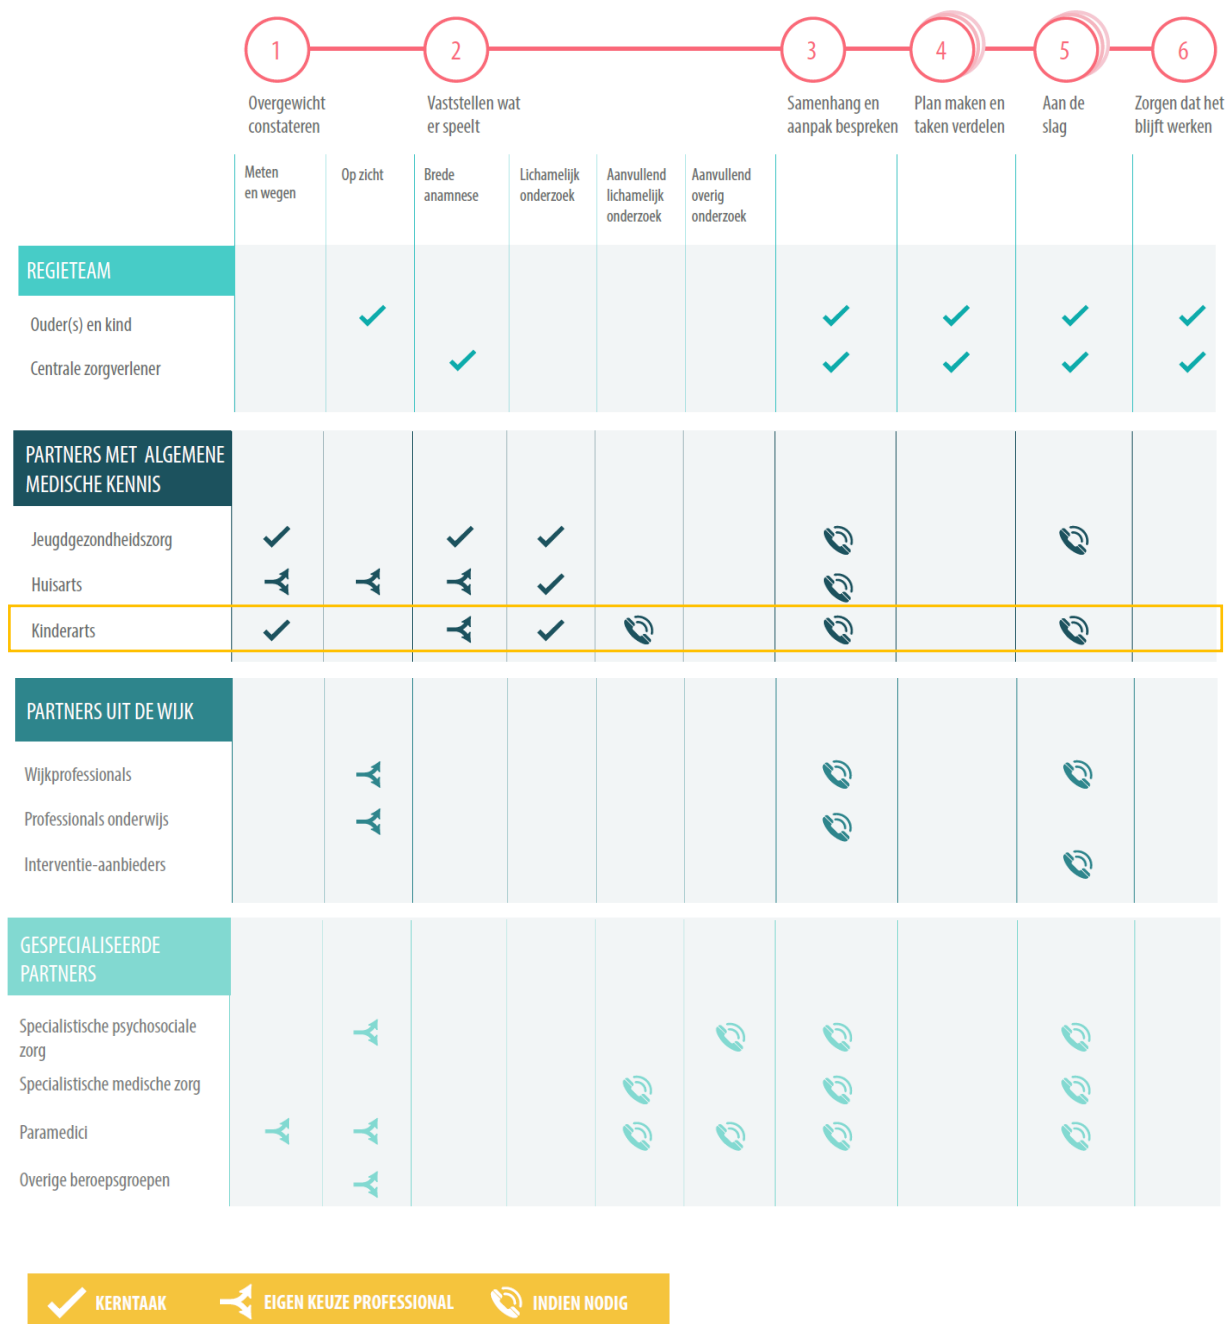 1
2
3
4
5
6
Overgewicht
constateren
Vaststellen wat
er speelt
Samenhang en
aanpak bespreken
Plan maken en
taken verdelen
Aan de
slag
Zorgen dat het
blijft werken
Meten
en wegen
Op zicht
Brede
anamnese
Lichamelijk
onderzoek
Aanvullend
lichamelijk
onderzoek
Aanvullend
overig
onderzoek
REGIETEAM
Ouder(s) en kind
Centrale zorgverlener
PARTNERS MET ALGEMENE
MEDISCHE KENNIS
Jeugdgezondheidszorg
Huisarts
Kinderarts
PARTNERS UIT DE WIJK
Wijkprofessionals
Professionals onderwijs
Interventie-aanbieders
GESPECIALISEERDE
PARTNERS
Specialistische psychosociale
zorg
Specialistische medische zorg
Paramedici
Overige beroepsgroepen
KERNTAAK
EIGEN KEUZE PROFESSIONAL
INDIEN NODIG